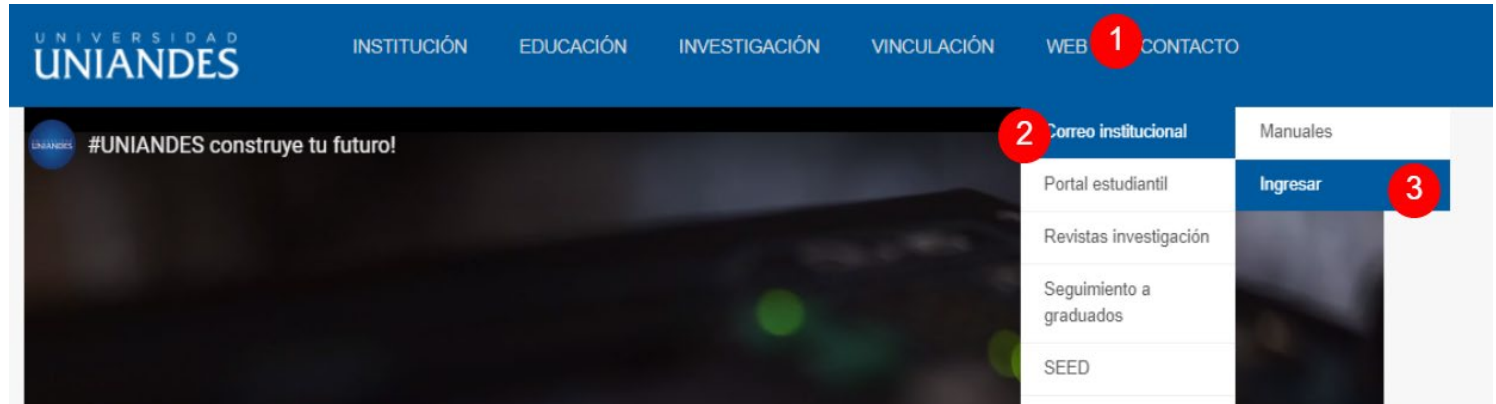 UNIVERSIDAD
UNIANDES
INSTITUCIÓN EDUCACIÓN INVESTIGACIÓN VINCULACIÓN WEB 1 CONTACTO
UNIANDES #UNIANDES construye tu futuro!
2 Correo institucional
Manuales
Portal estudiantil
Ingresar 3
Revistas investigación
Seguimiento a
graduados
SEED